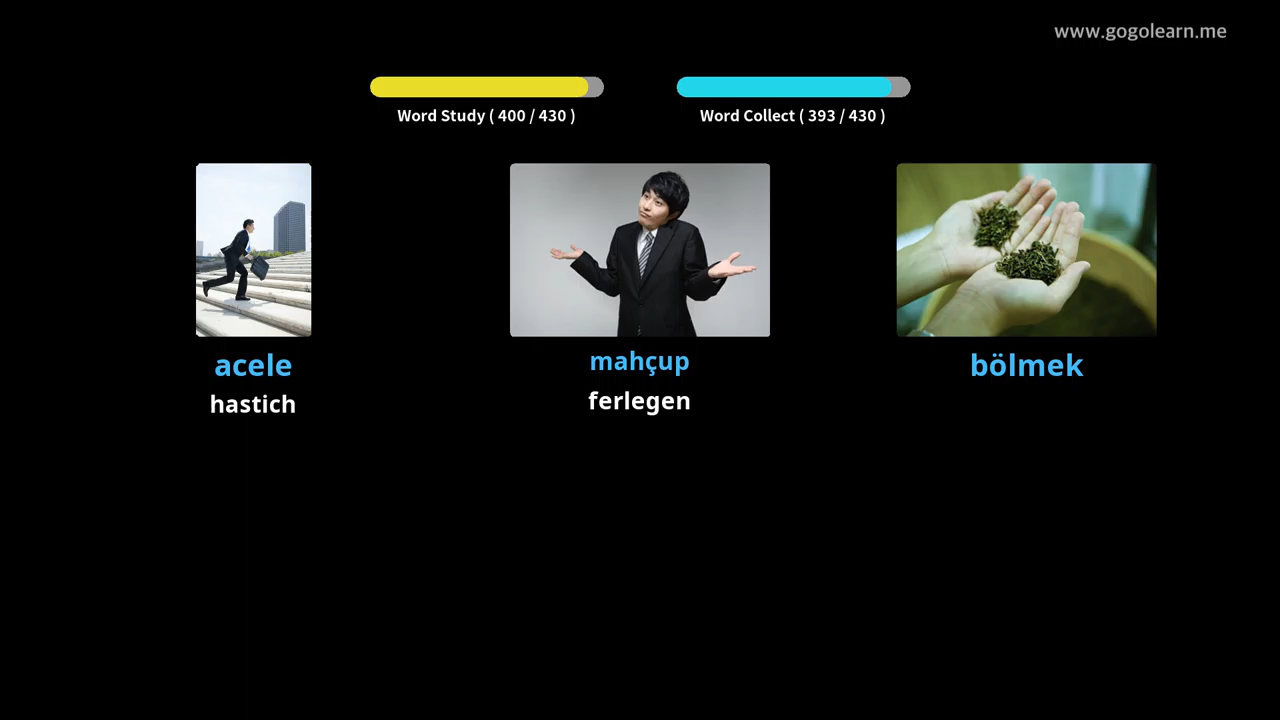 www.gogolearn.me
Word Study ( 400 / 430 )
Word Collect ( 393 / 430 )
acele
hastich
mahçup
ferlegen
bölmek